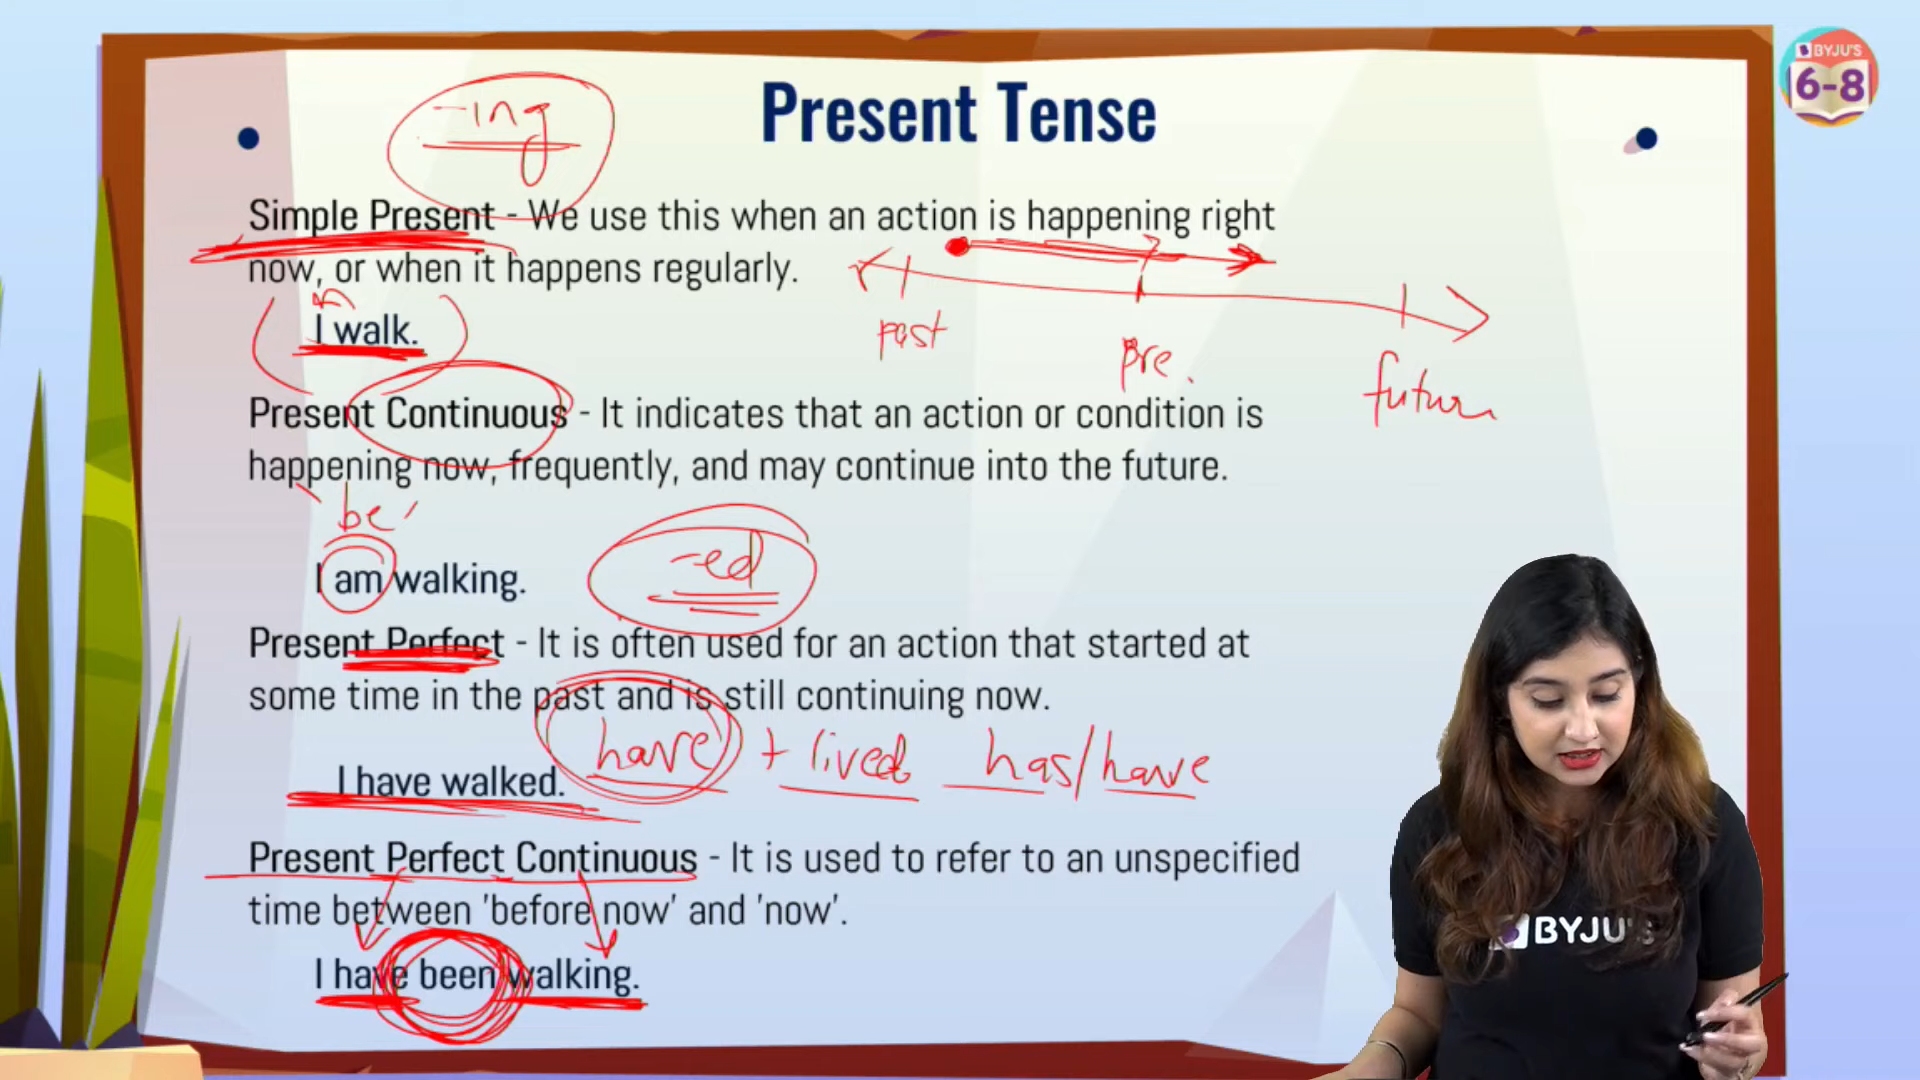 BYJU'S
6-8
-ing
Present Tense
Simple Present - We use this when an action is happening right
now, or when it happens regularly.
I walk.
past
pre.
future
Present Continuous - It indicates that an action or condition is
happening now, frequently, and may continue into the future.
'be'
I am walking.
-ed
Present Perfect - It is often used for an action that started at
some time in the past and is still continuing now.
have + lived has/have
I have walked.
Present Perfect Continuous - It is used to refer to an unspecified
time between 'before now' and 'now'.
BYJU'S
I have been walking.